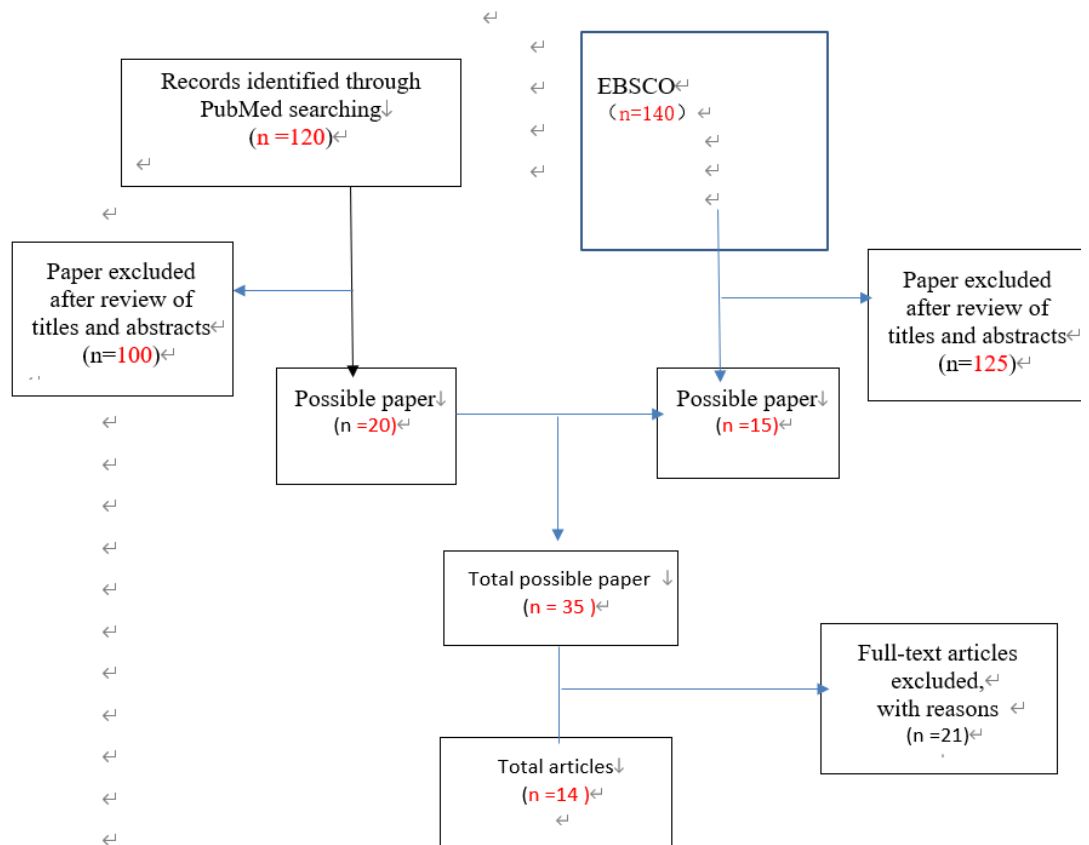 Records identified through
PubMed searching
(n =120)
EBSCO
（n=140）
Paper excluded
after review of
titles and abstracts
(n=100)
Paper excluded
after review of
titles and abstracts
(n=125)
Possible paper
(n =20)
Possible paper
(n =15)
Total possible paper
(n = 35 )
Full-text articles
excluded,
with reasons
(n =21)
Total articles
(n =14 )